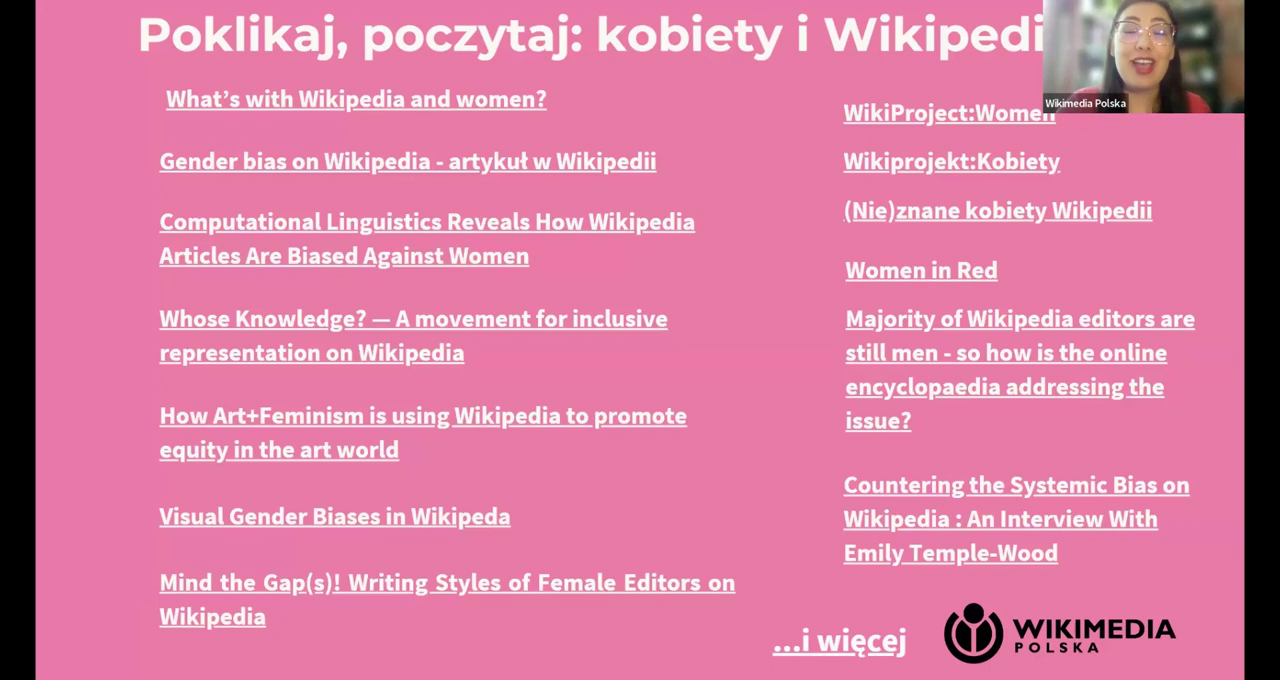 Poklikaj, poczytaj: kobiety i Wikipedi
Wikimedia Polska
What's with Wikipedia and women?
Gender bias on Wikipedia - artykuł w Wikipedii
Computational Linguistics Reveals How Wikipedia
Articles Are Biased Against Women
Whose Knowledge? — A movement for inclusive
representation on Wikipedia
How Art+Feminism is using Wikipedia to promote
equity in the art world
Visual Gender Biases in Wikipeda
Mind the Gap(s)! Writing Styles of Female Editors on
Wikipedia
WikiProject:Women
Wikiprojekt:Kobiety
(Nie)znane kobiety Wikipedii
Women in Red
Majority of Wikipedia editors are
still men - so how is the online
encyclopaedia addressing the
issue?
Countering the Systemic Bias on
Wikipedia : An Interview With
Emily Temple-Wood
...i więcej
WIKIMEDIA
POLSKA